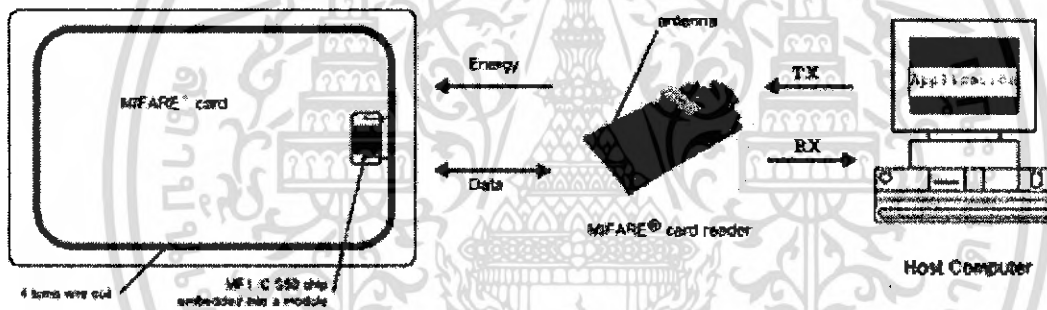 MIFARE® card
4 turns wire coil
MF1 IC S50 chip
embedded into a module
Energy
Data
antenna
MIFARE® card reader
TX
RX
Application
Host Computer